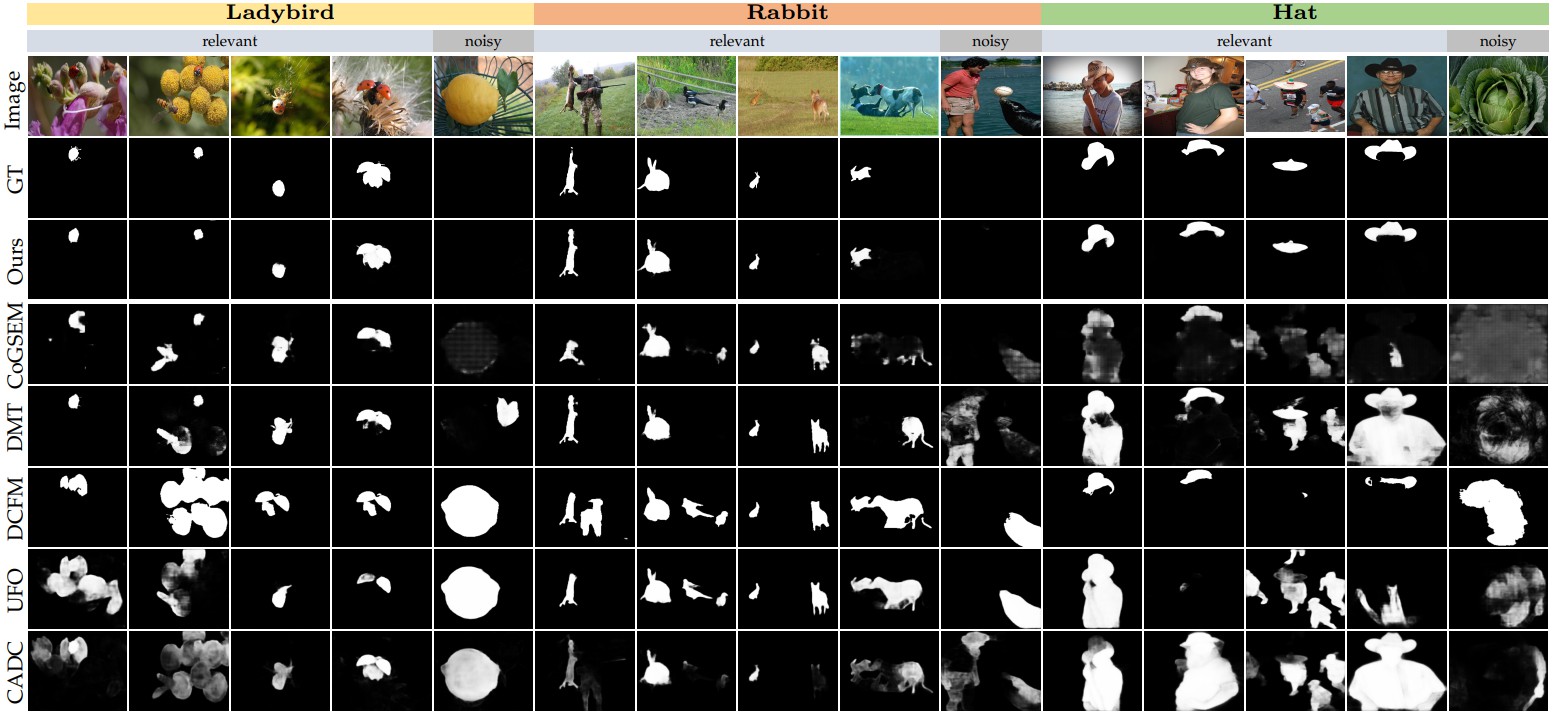 Ladybird Rabbit Hat
relevant noisy relevant noisy relevant noisy
Image
GT
Ours
CoGSEM
DMT
DCFM
UFO
CADC